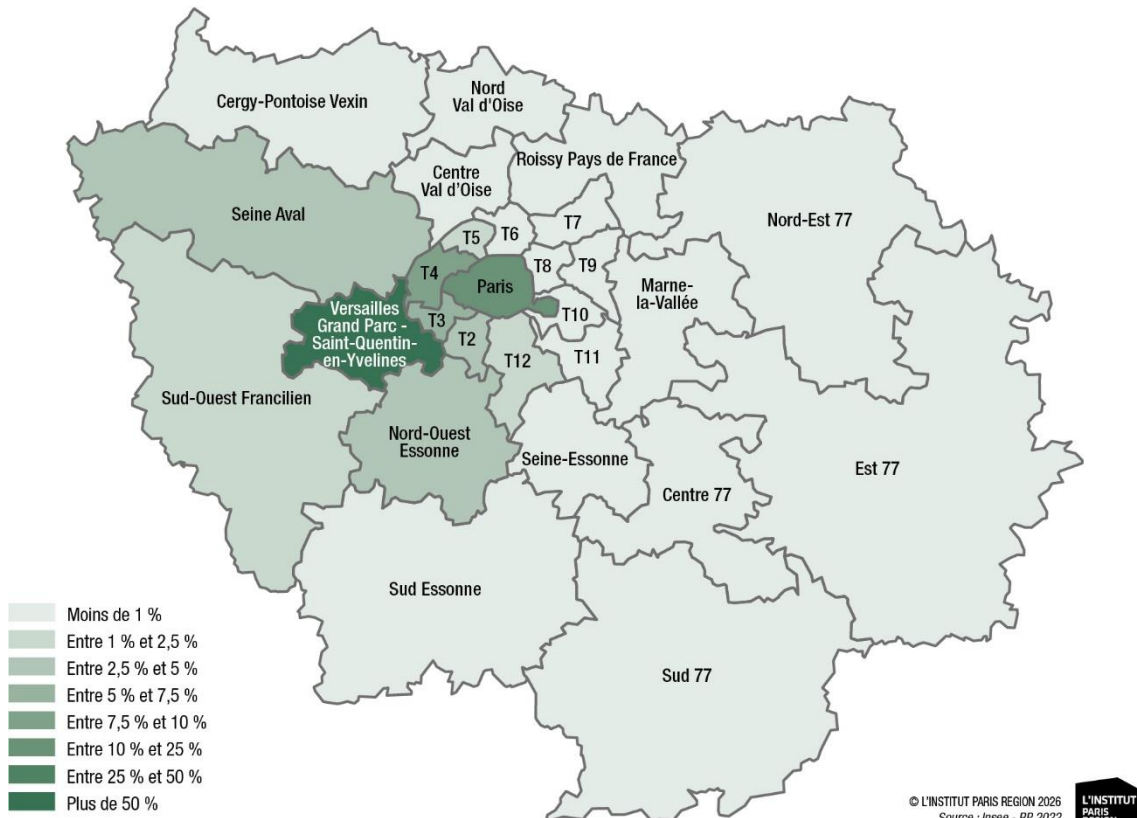 Cergy-Pontoise Vexin
Nord
Val d'Oise
Roissy Pays de France
Centre
Val d'Oise
Nord-Est 77
Seine Aval
T5
T6
T7
T4
Paris
T8
T9
Marne-
la-Vallée
Versailles
Grand Parc -
Saint-Quentin-
en-Yvelines
T3
T2
T10
T12
T11
Sud-Ouest Francilien
Nord-Ouest
Essonne
Seine-Essonne
Centre 77
Est 77
Sud Essonne
Sud 77
Moins de 1 %
Entre 1 % et 2,5 %
Entre 2,5 % et 5 %
Entre 5 % et 7,5 %
Entre 7,5 % et 10 %
Entre 10 % et 25 %
Entre 25 % et 50 %
Plus de 50 %
© L'INSTITUT PARIS REGION 2026
Source : Insee - RP 2022
L'INSTITUT
PARIS